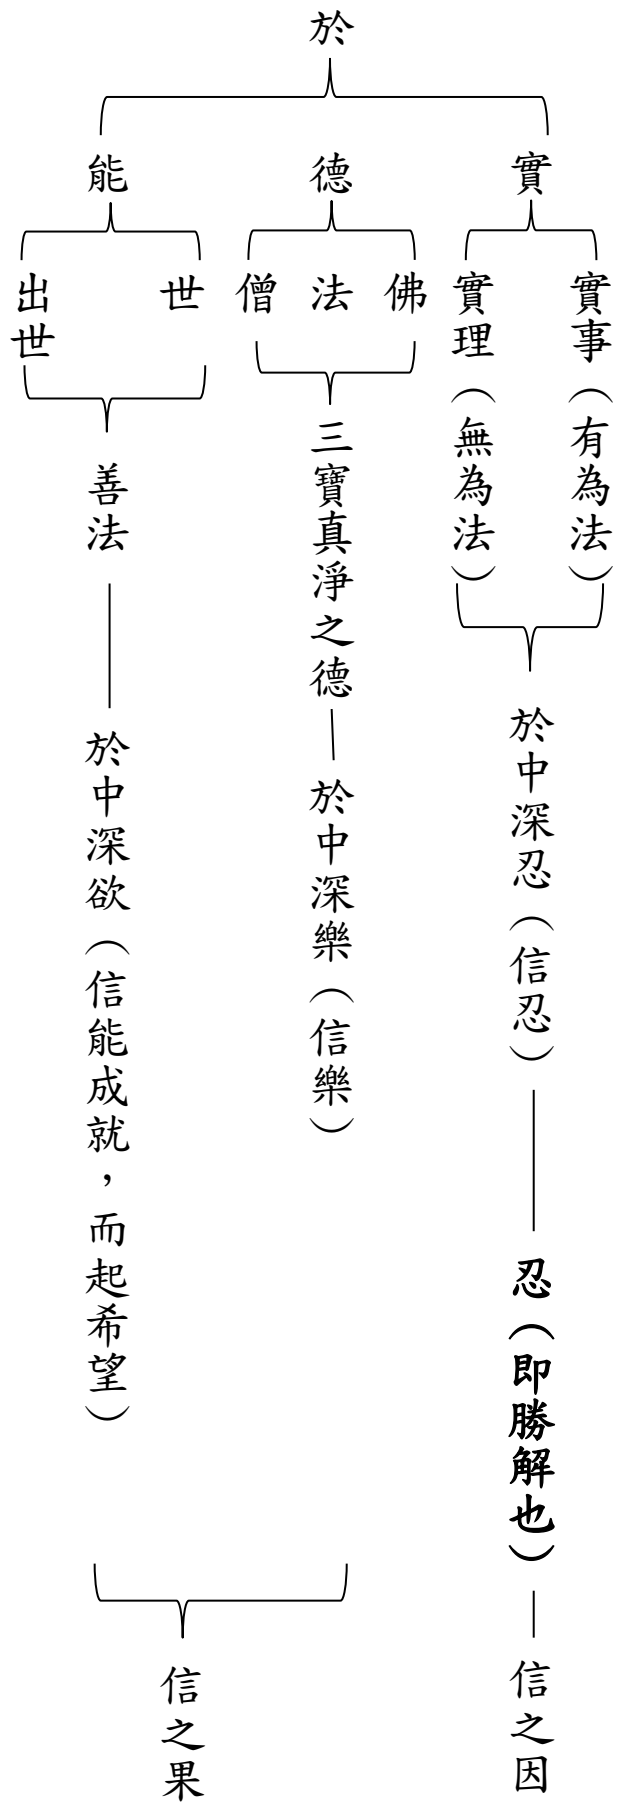 於
實
德
能
實事（有為法）
實理（無為法）
佛
法
僧
世
出世
於中深忍（信忍）
忍（即勝解也）
信之因
三寶真淨之德
於中深樂（信樂）
善法
於中深欲（信能成就，而起希望）
信之果